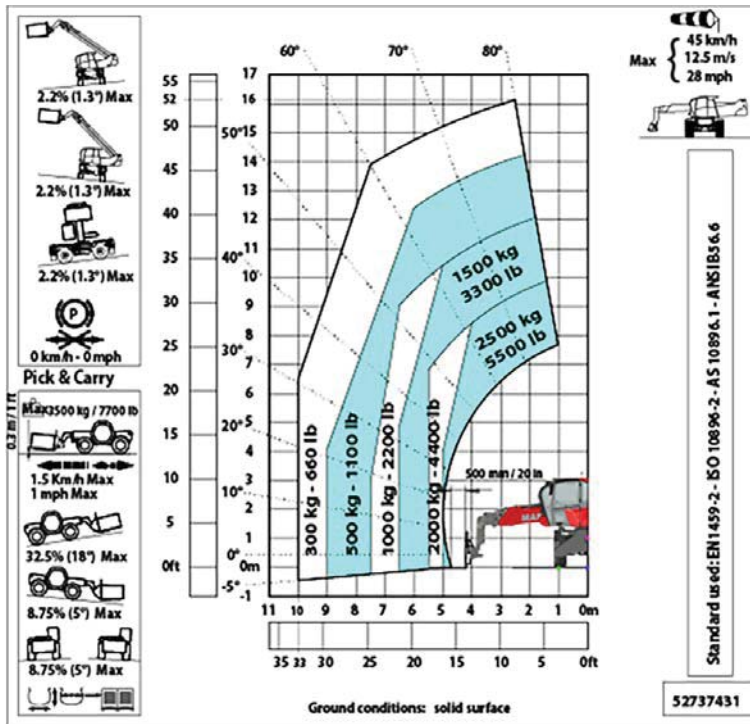 2.2% (1.3°) Max
2.2% (1.3°) Max
2.2% (1.3°) Max
P
0 km/h - 0 mph
Pick & Carry
0.3 m / 1 ft
Max
3500 kg / 7700 lb
1.5 Km/h Max
1 mph Max
32.5% (18°) Max
8.75% (5°) Max
8.75% (5°) Max
55
52
50
45
40
35
30
25
20
15
10
5
0ft
17
16
15
14
13
12
11
10
9
8
7
6
5
4
3
2
1
0m
-1
60°
70°
80°
50°
40°
30°
20°
10°
0°
-5°
300 kg - 660 lb
500 kg - 1100 lb
1000 kg - 2200 lb
2000 kg - 4400 lb
1500 kg
3300 lb
2500 kg
5500 lb
500 mm / 20 in
11 10 9 8 7 6 5 4 3 2 1 0m
35 33 30 25 20 15 10 5 0ft
Ground conditions: solid surface
Max
45 km/h
12.5 m/s
28 mph
Standard used: EN 1459-2 - ISO 10896-2 - AS 10896.1 - ANSI B56.6
52737431